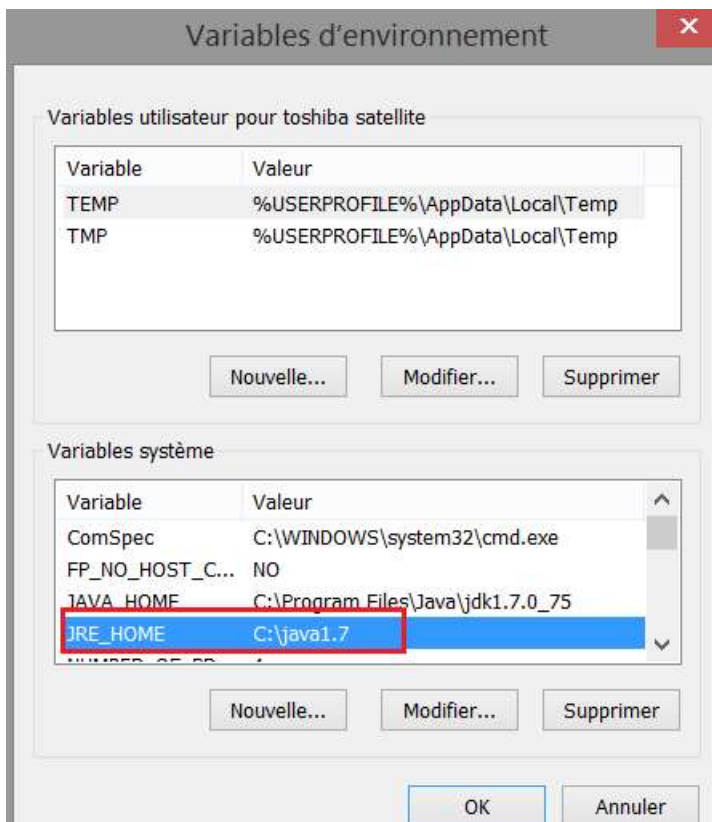 Variables d'environnement
Variables utilisateur pour toshiba satellite
Variable Valeur
TEMP %USERPROFILE%\AppData\Local\Temp
TMP %USERPROFILE%\AppData\Local\Temp
Nouvelle... Modifier... Supprimer
Variables système
Variable Valeur
ComSpec C:\WINDOWS\system32\cmd.exe
FP_NO_HOST_C... NO
JAVA_HOME C:\Program Files\Java\jdk1.7.0_75
JRE_HOME C:\java1.7
Nouvelle... Modifier... Supprimer
OK Annuler